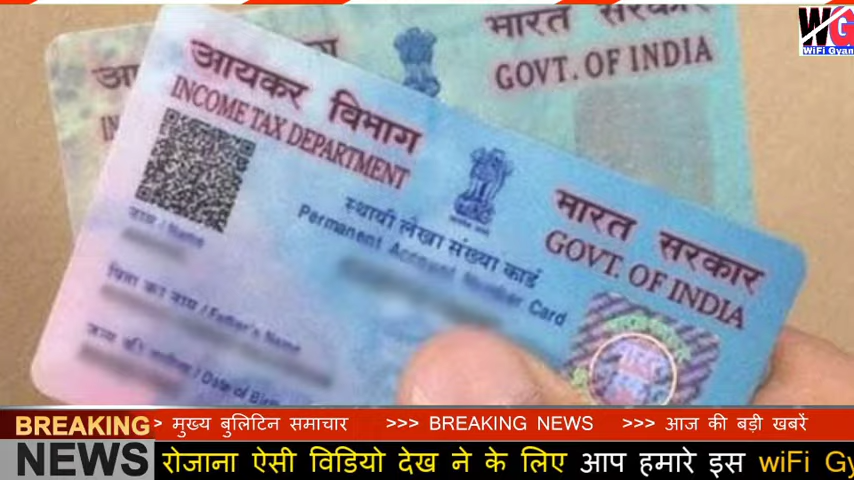 WG
WiFi Gyan
भारत सरकार
GOVT. OF INDIA
आयकर विभाग
INCOME TAX DEPARTMENT
स्थायी लेखा संख्या कार्ड
Permanent Account Number Card
भारत सरकार
GOVT. OF INDIA
नाम / Name
पिता का नाम / Father's Name
जन्म की तारीख / Date of Birth
BREAKING
NEWS
> मुख्य बुलिटिन समाचार >>> BREAKING NEWS >>> आज की बड़ी खबरें
रोजाना ऐसी विडियो देख ने के लिए आप हमारे इस wiFi Gy